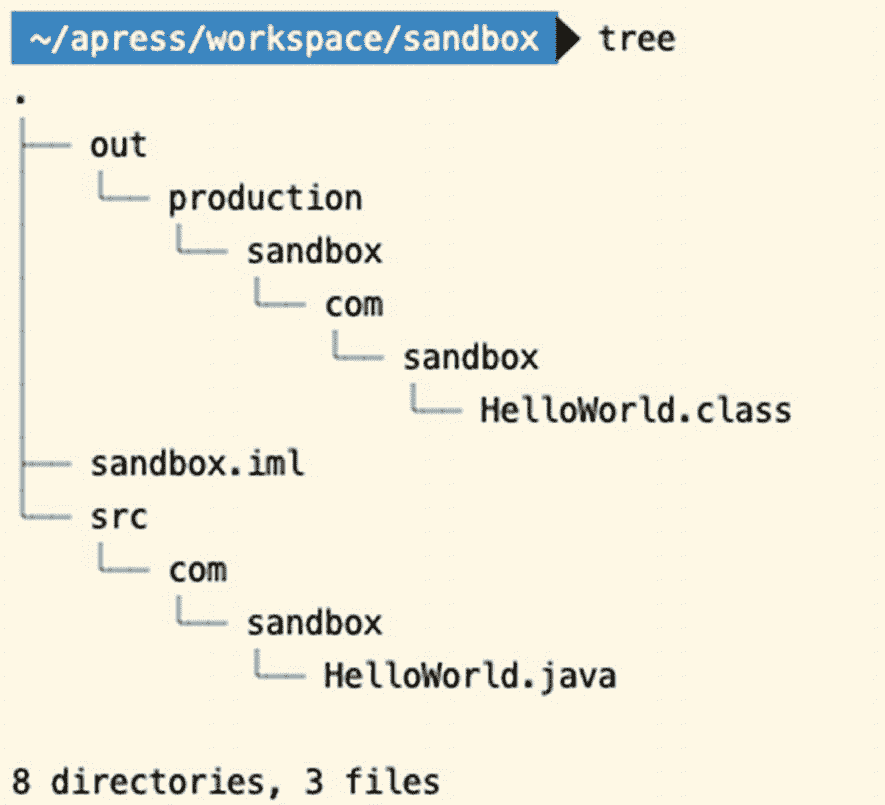 ~/apress/workspace/sandbox tree
.
├── out
│   └── production
│       └── sandbox
│           └── com
│               └── sandbox
│                   └── HelloWorld.class
├── sandbox.iml
└── src
    └── com
        └── sandbox
            └── HelloWorld.java
8 directories, 3 files